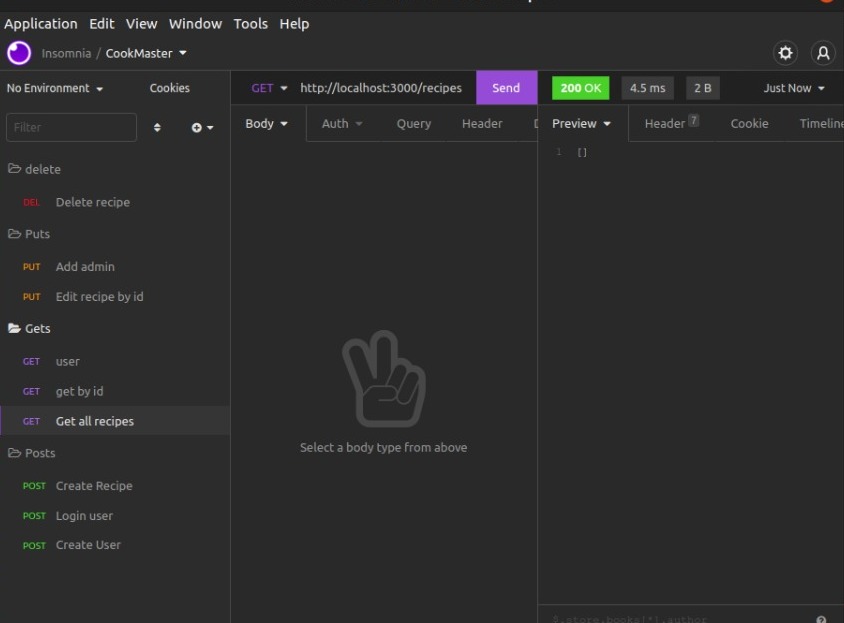 Application Edit View Window Tools Help
Insomnia / CookMaster
No Environment Cookies
GET http://localhost:3000/recipes Send
200 OK 4.5 ms 2 B Just Now
Filter
Body Auth Query Header
Preview Header 7 Cookie Timeline
1 []
delete
DEL Delete recipe
Puts
PUT Add admin
PUT Edit recipe by id
Gets
GET user
GET get by id
GET Get all recipes
Posts
POST Create Recipe
POST Login user
POST Create User
Select a body type from above
$.store.books[*].author